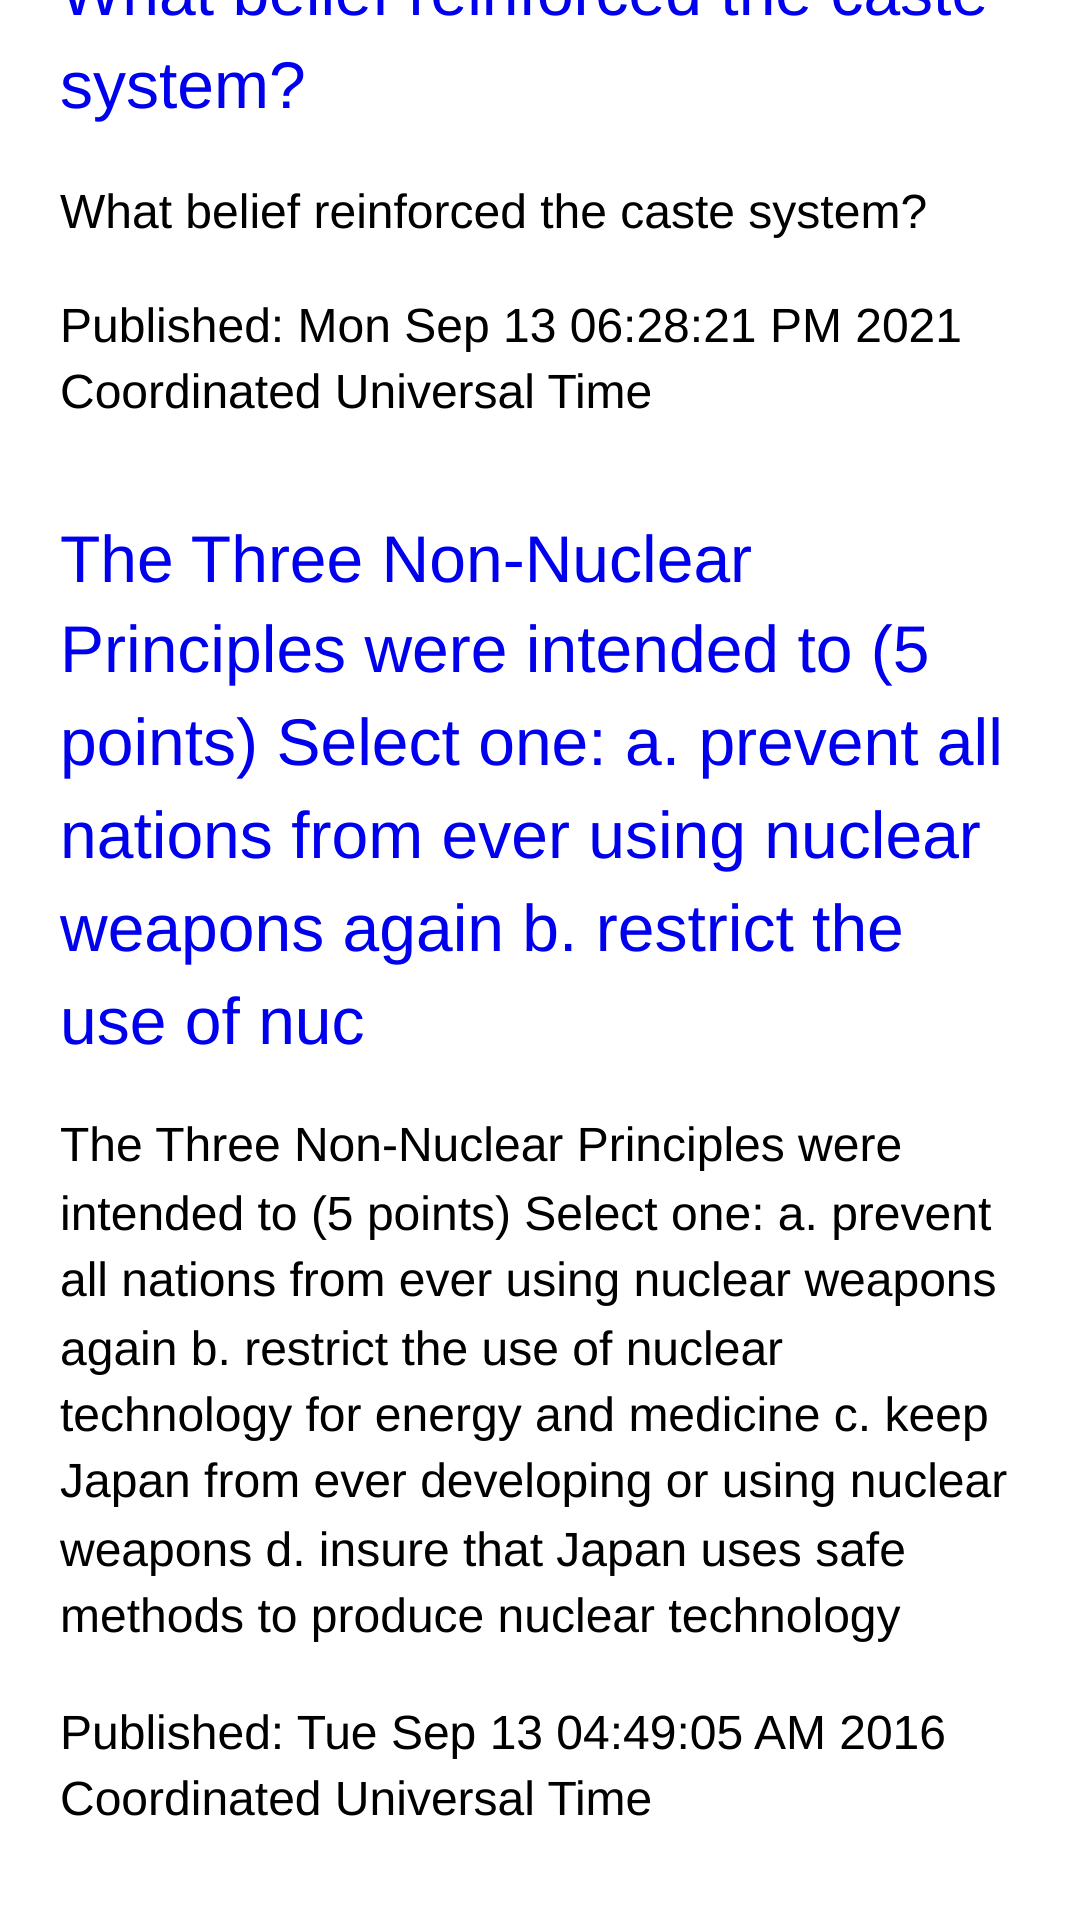 What belief reinforced the caste
system?
What belief reinforced the caste system?
Published: Mon Sep 13 06:28:21 PM 2021
Coordinated Universal Time
The Three Non-Nuclear
Principles were intended to (5
points) Select one: a. prevent all
nations from ever using nuclear
weapons again b. restrict the
use of nuc
The Three Non-Nuclear Principles were
intended to (5 points) Select one: a. prevent
all nations from ever using nuclear weapons
again b. restrict the use of nuclear
technology for energy and medicine c. keep
Japan from ever developing or using nuclear
weapons d. insure that Japan uses safe
methods to produce nuclear technology
Published: Tue Sep 13 04:49:05 AM 2016
Coordinated Universal Time